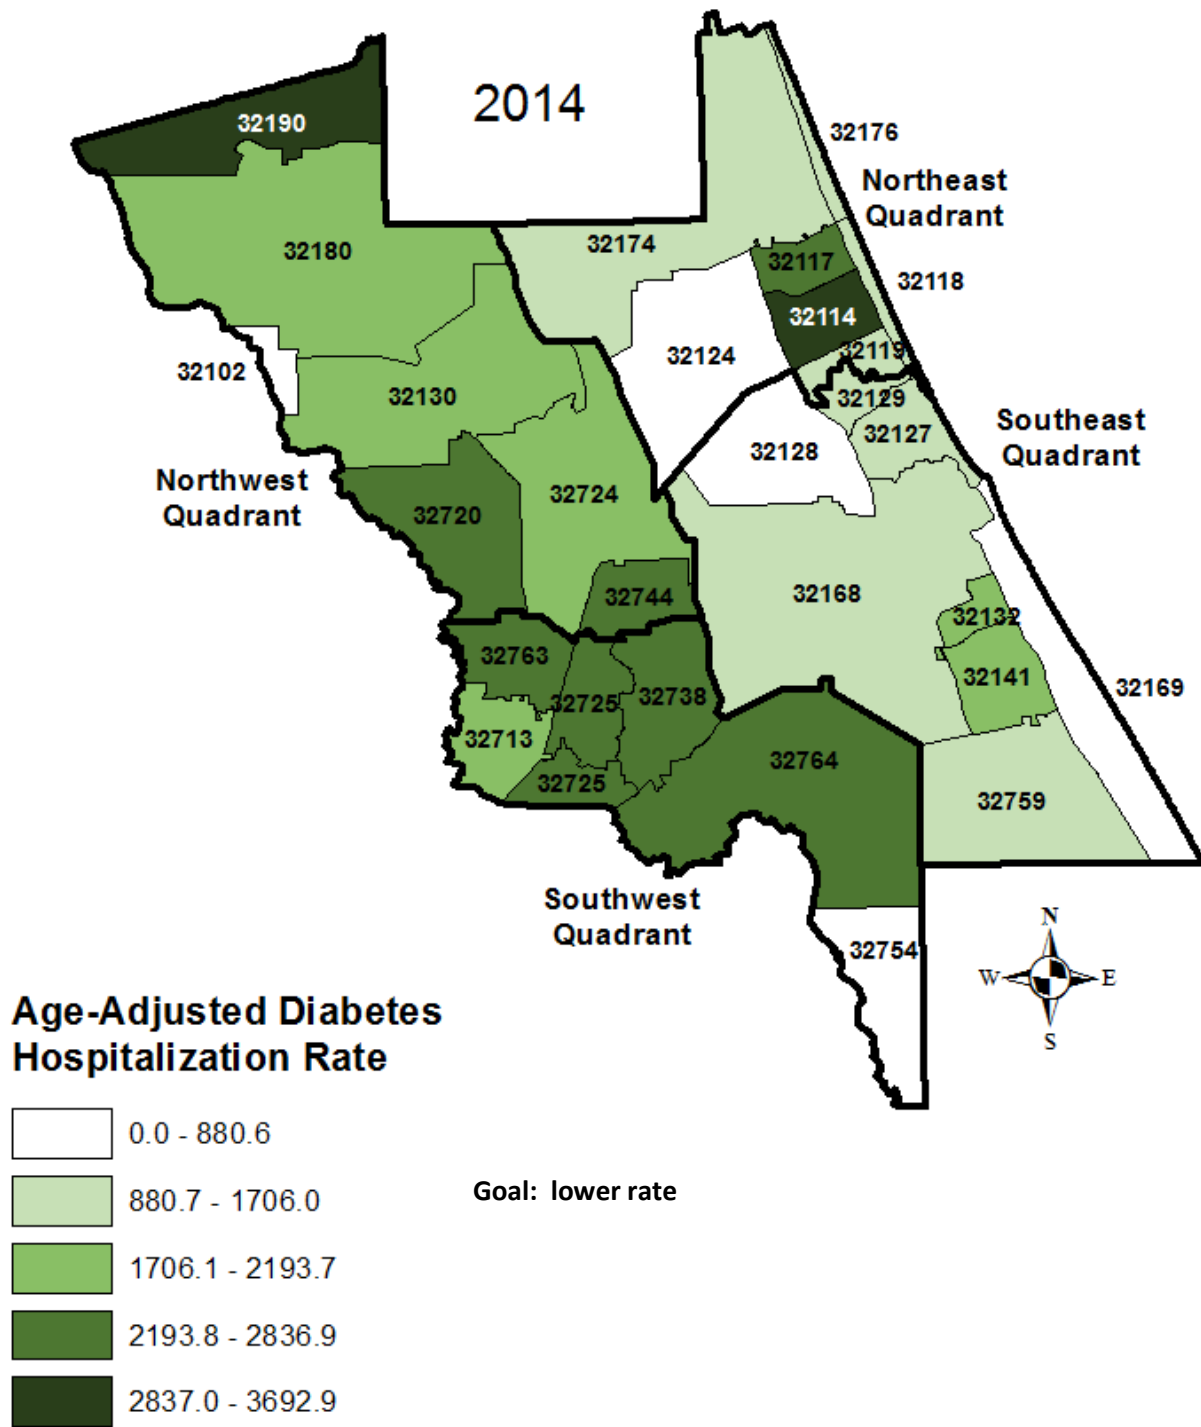 2014
32190
32176
Northeast
Quadrant
32180
32174
32117
32118
32114
32124
32119
32102
32130
32129
32127
Southeast
Quadrant
32128
Northwest
Quadrant
32724
32720
32744
32168
32132
32763
32141
32169
32725
32738
32713
32764
32725
32759
Southwest
Quadrant
32754
N
W
E
S
Age-Adjusted Diabetes
Hospitalization Rate
0.0 - 880.6
880.7 - 1706.0
Goal: lower rate
1706.1 - 2193.7
2193.8 - 2836.9
2837.0 - 3692.9